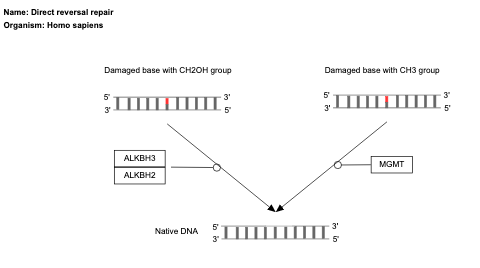 Name: Direct reversal repair
Organism: Homo sapiens
Damaged base with CH2OH group
Damaged base with CH3 group
5' 3'
3' 5'
5' 3'
3' 5'
ALKBH3
ALKBH2
MGMT
Native DNA
5' 3'
3' 5'